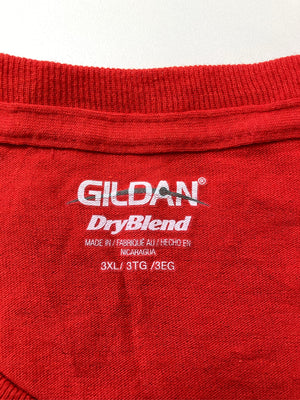 GILDAN®
DryBlend
MADE IN / FABRIQUÉ AU / HECHO EN
NICARAGUA
3XL / 3TG / 3EG